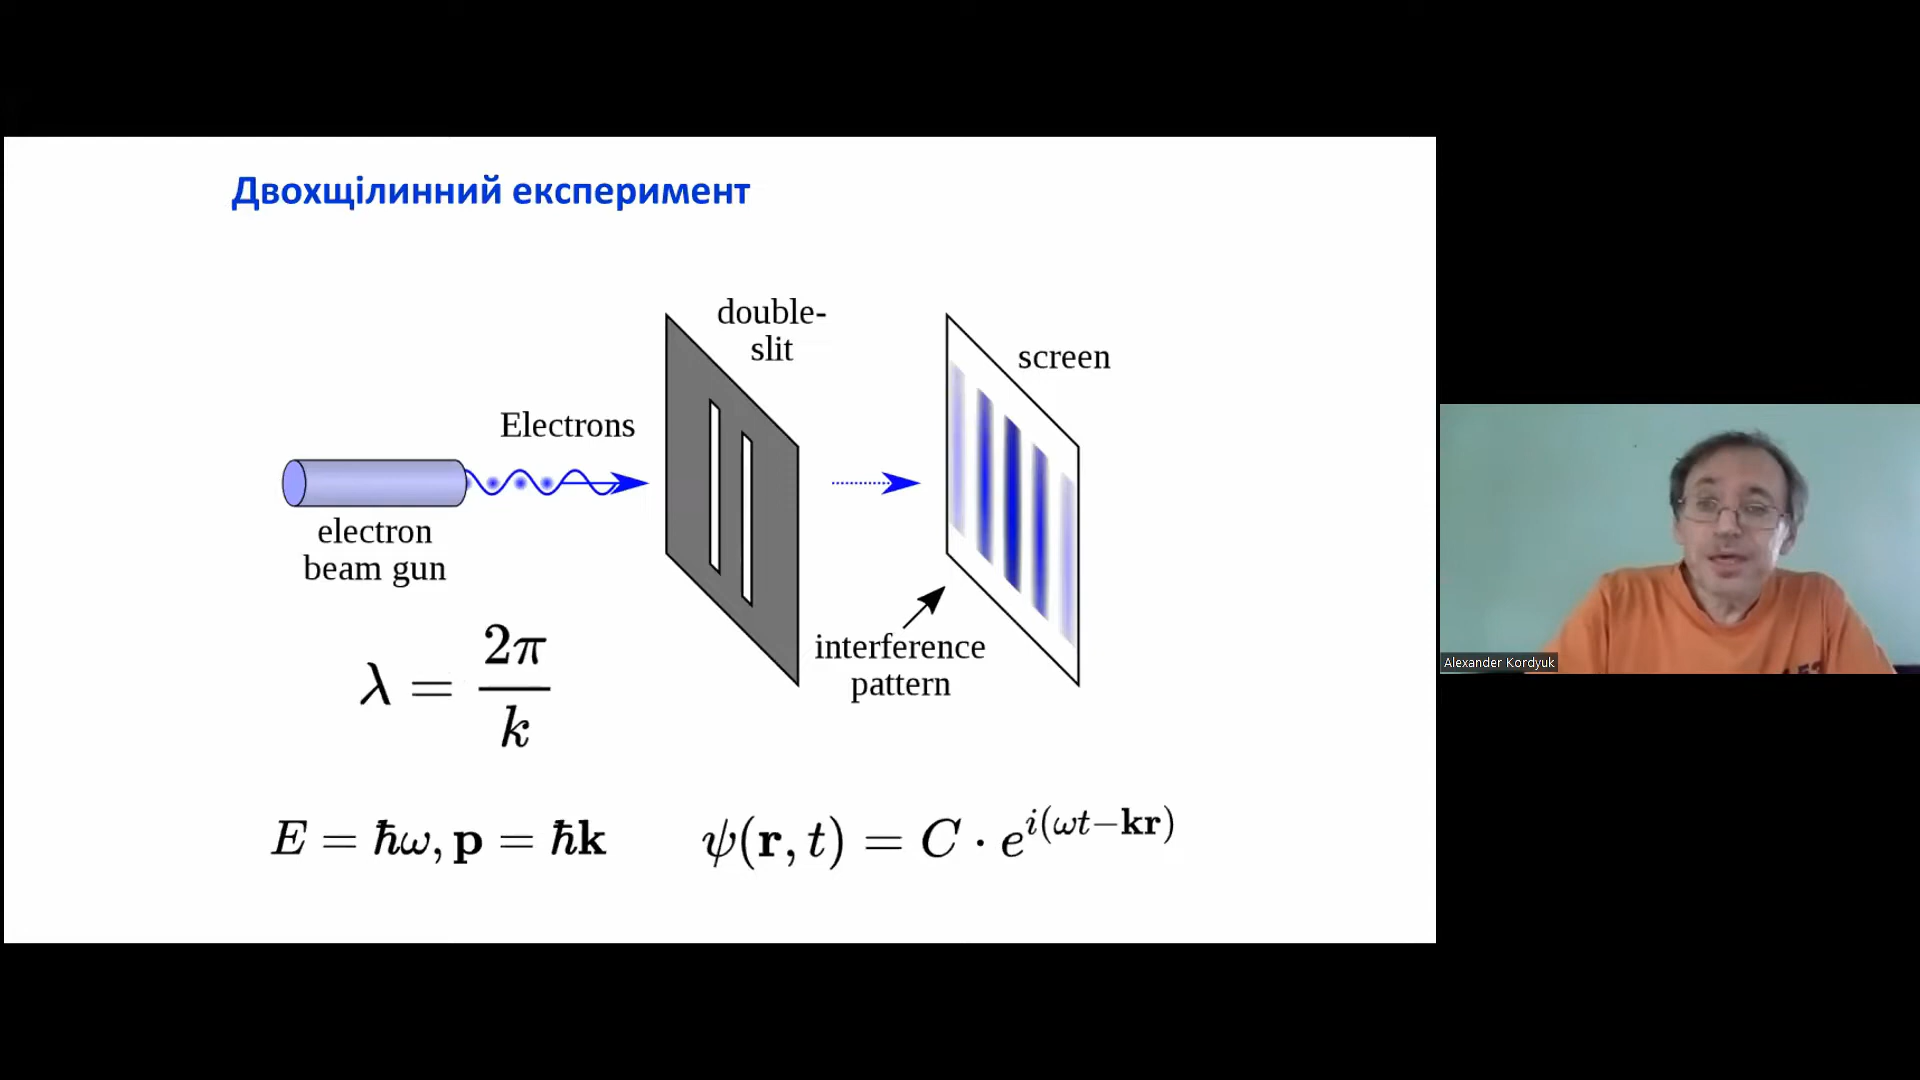 Двохщілинний експеримент
double-
slit
screen
Electrons
electron
beam gun
interference
pattern
λ = 2π/k
E = ħω, p = ħk
ψ(r, t) = C · e^{i(ωt−kr)}
Alexander Kordyuk